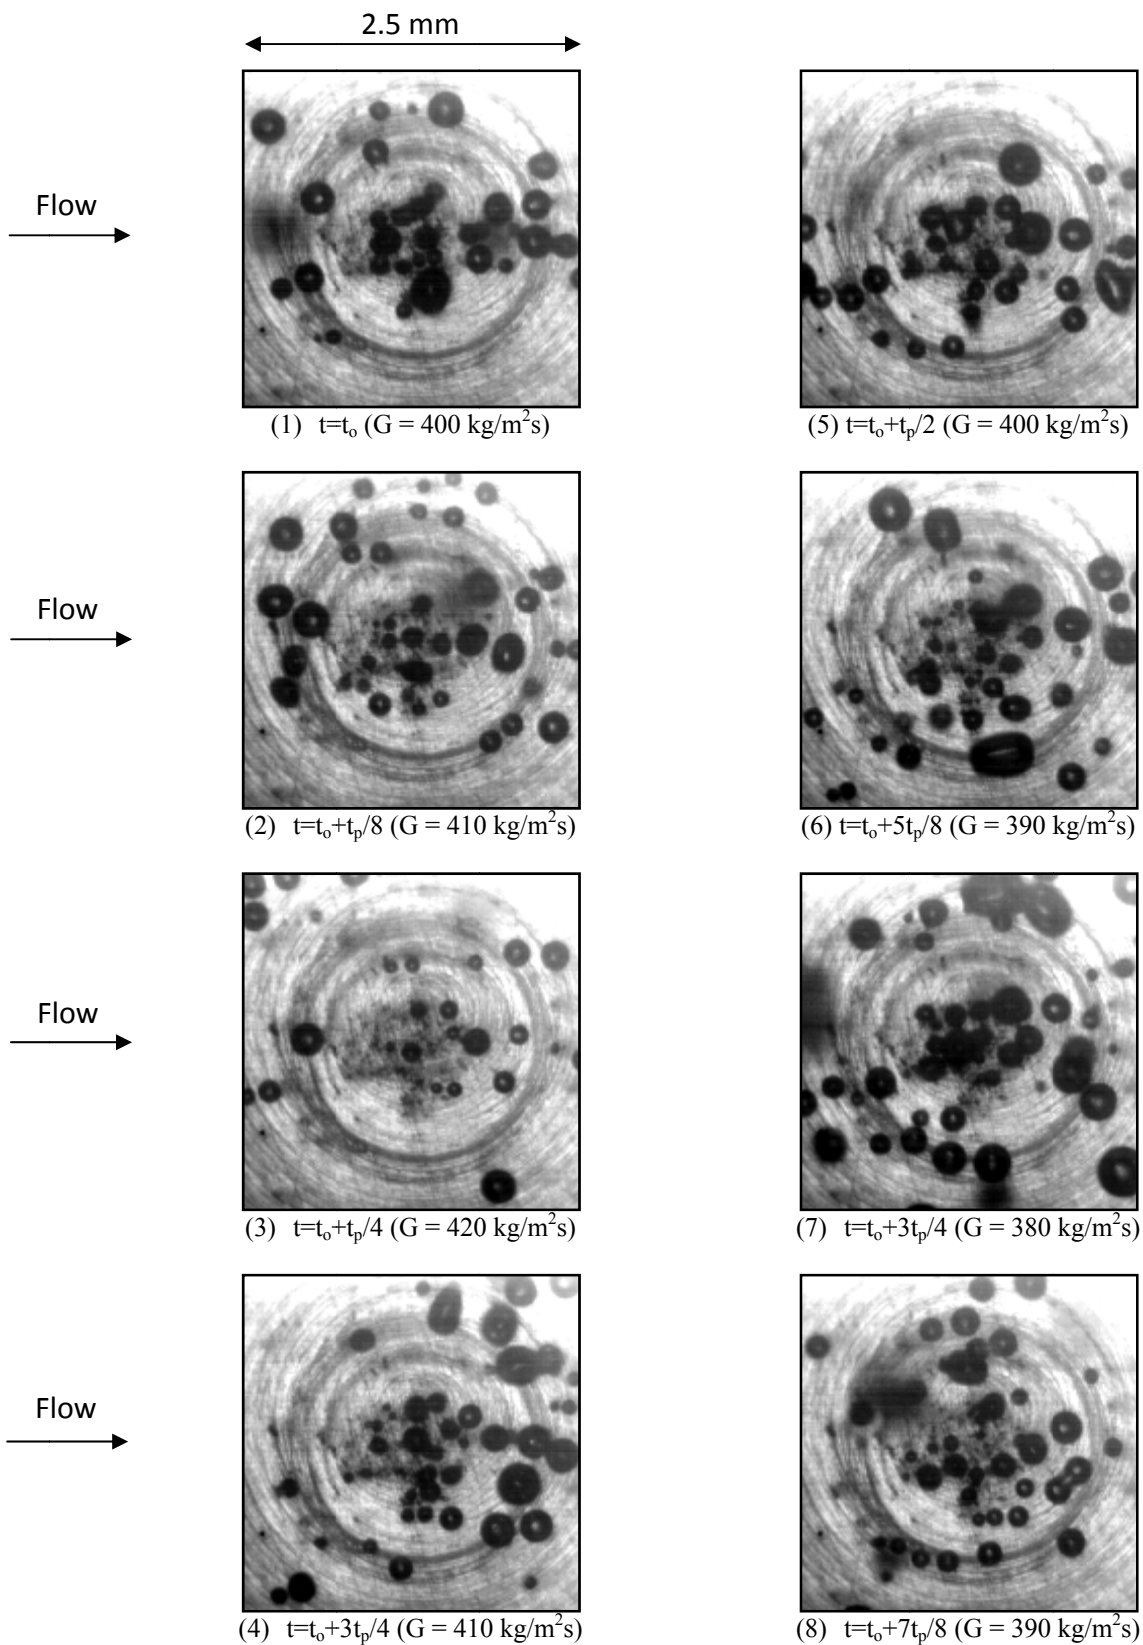 2.5 mm
Flow
(1) t=tₒ (G = 400 kg/m²s)
(5) t=tₒ+tₚ/2 (G = 400 kg/m²s)
Flow
(2) t=tₒ+tₚ/8 (G = 410 kg/m²s)
(6) t=tₒ+5tₚ/8 (G = 390 kg/m²s)
Flow
(3) t=tₒ+tₚ/4 (G = 420 kg/m²s)
(7) t=tₒ+3tₚ/4 (G = 380 kg/m²s)
Flow
(4) t=tₒ+3tₚ/4 (G = 410 kg/m²s)
(8) t=tₒ+7tₚ/8 (G = 390 kg/m²s)